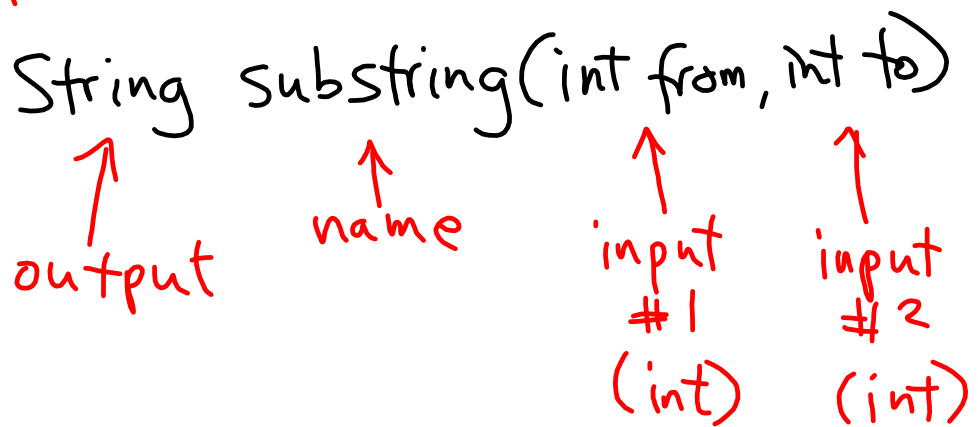 String substring(int from, int to)
output name input input
#1 #2
(int) (int)